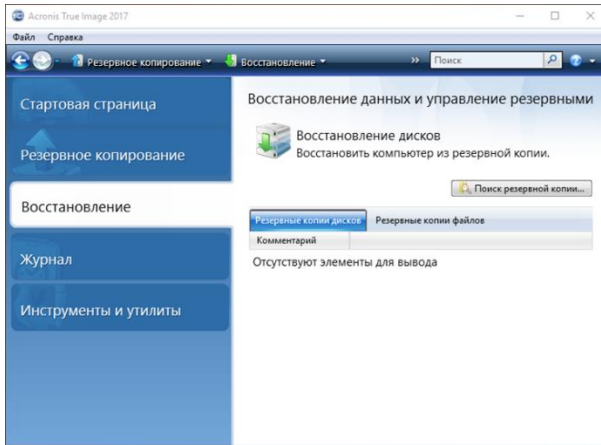 Acronis True Image 2017
Файл Справка
Резервное копирование Восстановление » Поиск
Стартовая страница
Резервное копирование
Восстановление
Журнал
Инструменты и утилиты
Восстановление данных и управление резервными
Восстановление дисков
Восстановить компьютер из резервной копии.
Поиск резервной копии...
Резервные копии дисков Резервные копии файлов
Комментарий
Отсутствуют элементы для вывода